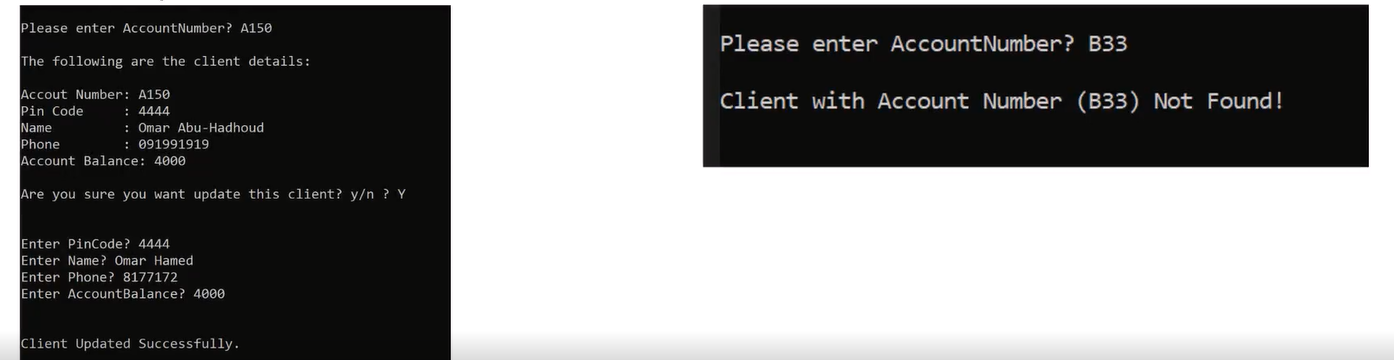 Please enter AccountNumber? A150
The following are the client details:
Accout Number: A150
Pin Code     : 4444
Name         : Omar Abu-Hadhoud
Phone        : 091991919
Account Balance: 4000
Are you sure you want update this client? y/n ? Y
Enter PinCode? 4444
Enter Name? Omar Hamed
Enter Phone? 8177172
Enter AccountBalance? 4000
Client Updated Successfully.
Please enter AccountNumber? B33
Client with Account Number (B33) Not Found!